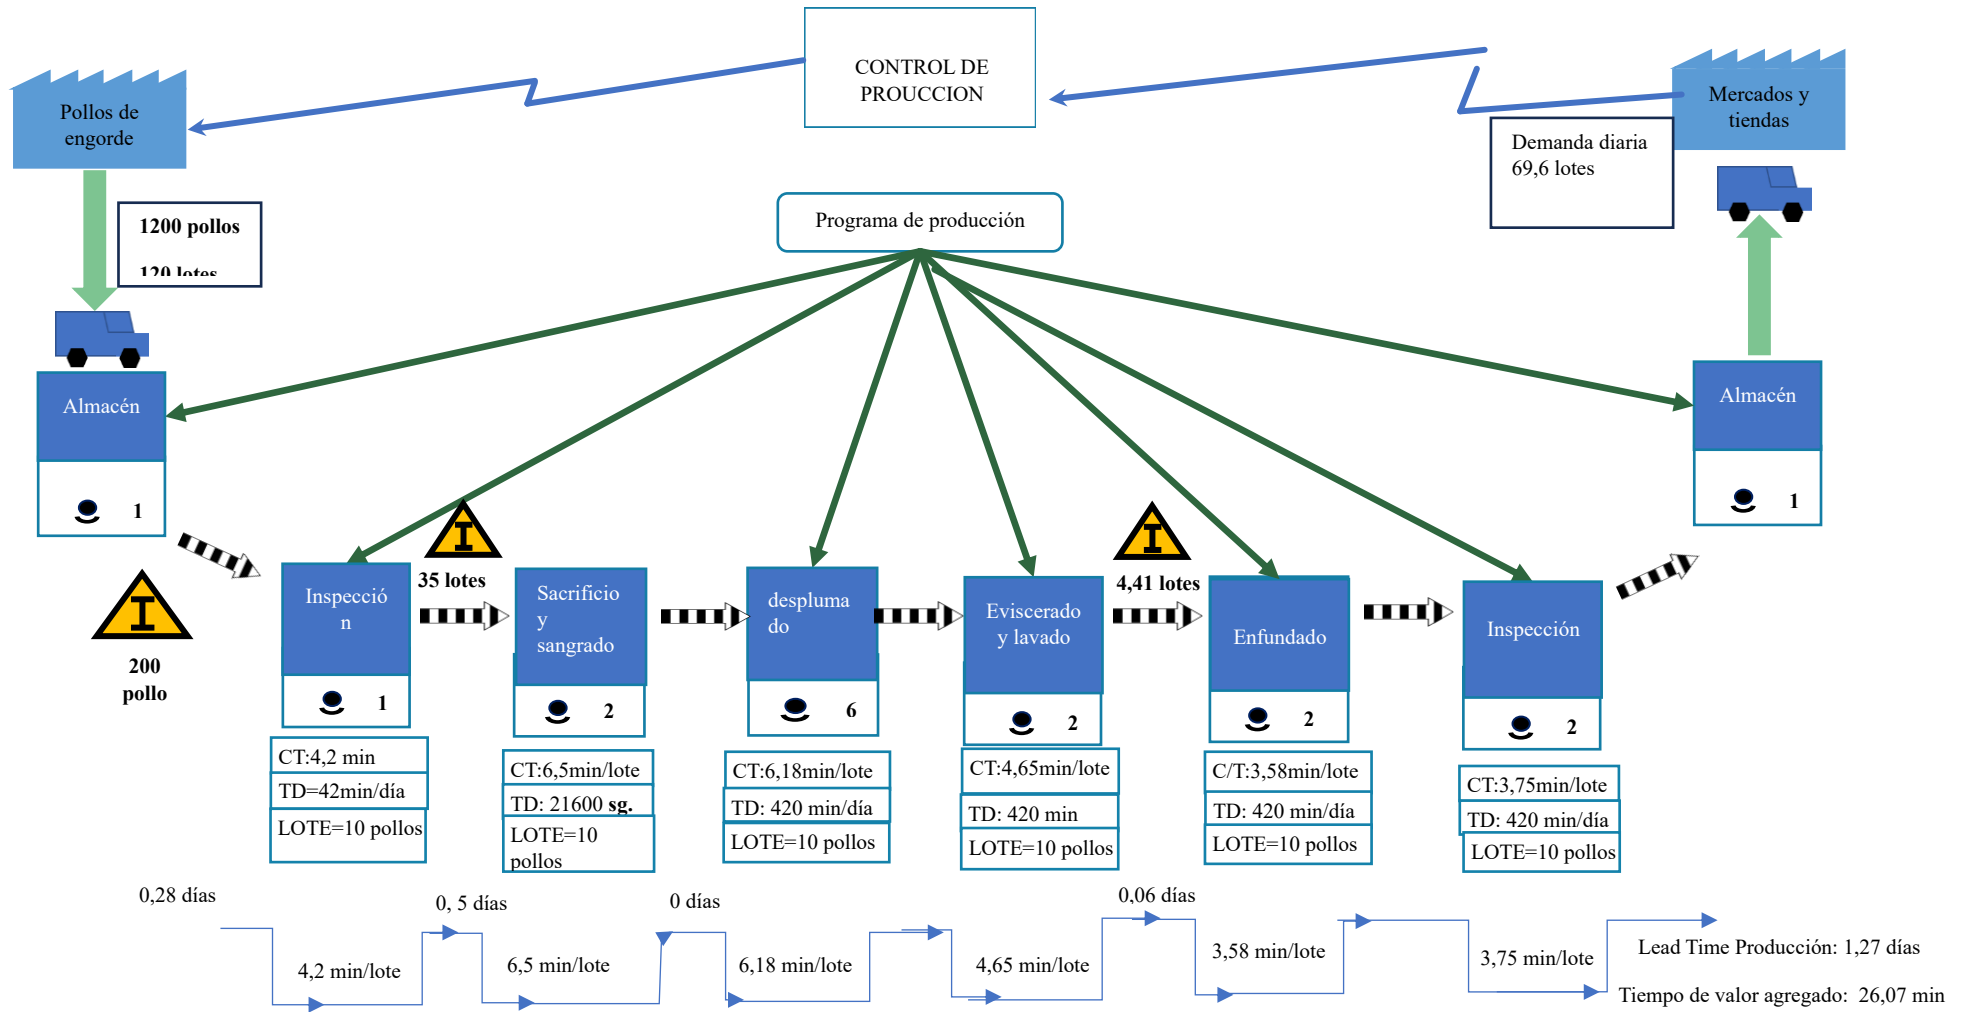 CONTROL DE
PROUCCION
Pollos de
engorde
Mercados y
tiendas
Demanda diaria
69,6 lotes
1200 pollos
120 lotes
Programa de producción
Almacén
1
Almacén
1
200
pollo
35 lotes
4,41 lotes
Inspecció
n
1
Sacrificio
y
sangrado
2
despluma
do
6
Eviscerado
y lavado
2
Enfundado
2
Inspección
2
CT:4,2 min
TD=42min/día
LOTE=10 pollos
CT:6,5min/lote
TD: 21600 sg.
LOTE=10
pollos
CT:6,18min/lote
TD: 420 min/día
LOTE=10 pollos
CT:4,65min/lote
TD: 420 min
LOTE=10 pollos
C/T:3,58min/lote
TD: 420 min/día
LOTE=10 pollos
CT:3,75min/lote
TD: 420 min/día
LOTE=10 pollos
0,28 días
0, 5 días
0 días
0,06 días
4,2 min/lote
6,5 min/lote
6,18 min/lote
4,65 min/lote
3,58 min/lote
3,75 min/lote
Lead Time Producción: 1,27 días
Tiempo de valor agregado: 26,07 min